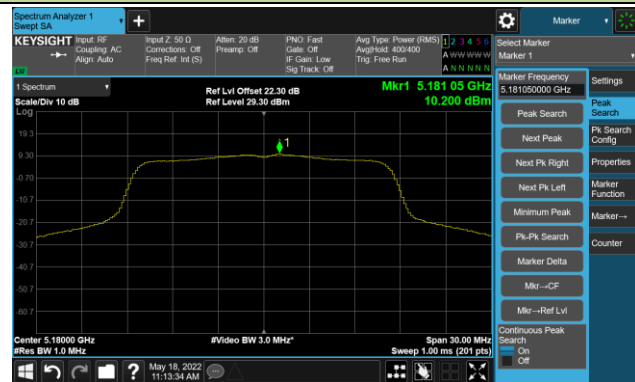 Spectrum Analyzer 1
Swept SA
+
Marker
KEYSIGHT
Input: RF
Coupling: AC
Align: Auto
Input Z: 50 Ω
Corrections: Off
Freq Ref: Int (S)
Atten: 20 dB
Preamp: Off
PNO: Fast
Gate: Off
IF Gain: Low
Sig Track: Off
Avg Type: Power (RMS)
Avg|Hold: 400/400
Trig: Free Run
1 2 3 4 5 6
A W W W W W
A N N N N N
Select Marker
Marker 1
1 Spectrum
Scale/Div 10 dB
Log
Ref Lvl Offset 22.30 dB
Ref Level 29.30 dBm
Mkr1 5.181 05 GHz
10.200 dBm
Marker Frequency
5.181050000 GHz
Peak Search
Next Peak
Next Pk Right
Next Pk Left
Minimum Peak
Pk-Pk Search
Marker Delta
Mkr→CF
Mkr→Ref Lvl
Continuous Peak
Search
On
Off
Settings
Peak
Search
Pk Search
Config
Properties
Marker
Function
Marker→
Counter
19.3
9.30
-0.70
-10.7
-20.7
-30.7
-40.7
-50.7
-60.7
1
Center 5.18000 GHz
#Res BW 1.0 MHz
#Video BW 3.0 MHz*
Span 30.00 MHz
Sweep 1.00 ms (201 pts)
?
May 18, 2022
11:13:34 AM